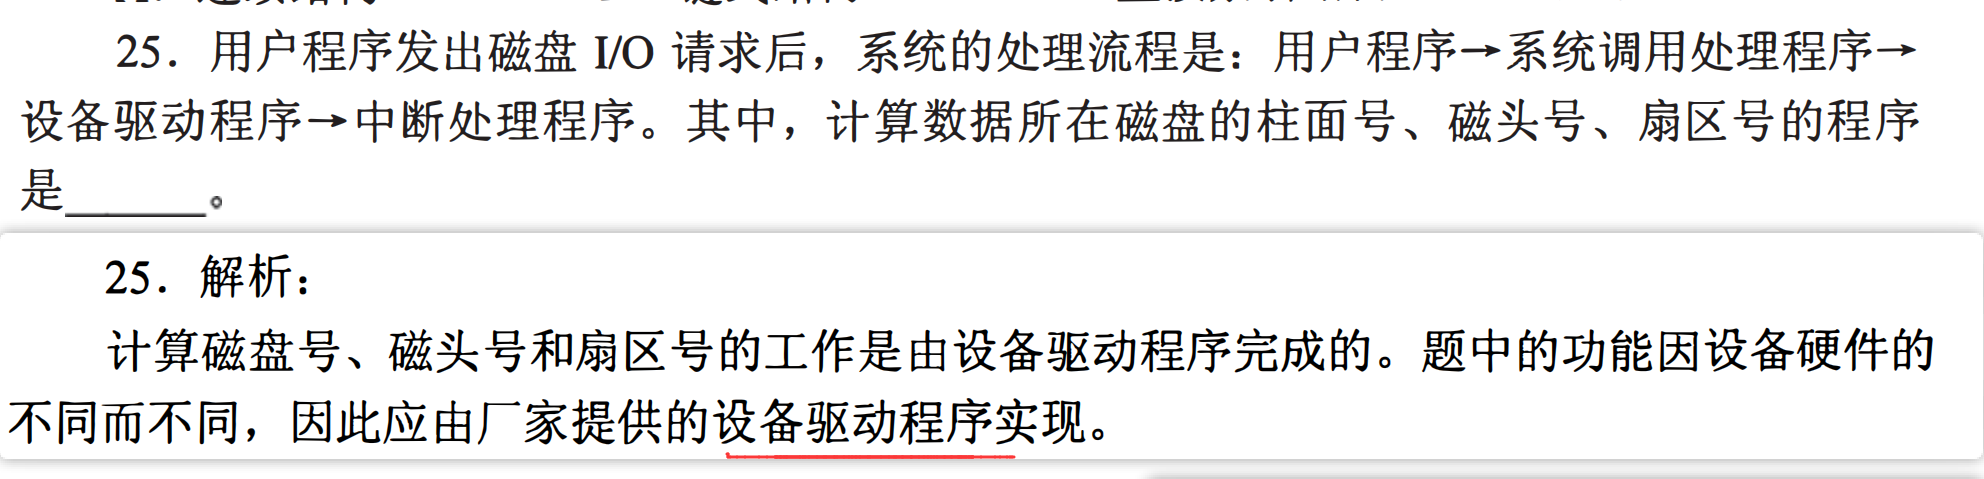 25．用户程序发出磁盘 I/O 请求后，系统的处理流程是：用户程序→系统调用处理程序→
设备驱动程序→中断处理程序。其中，计算数据所在磁盘的柱面号、磁头号、扇区号的程序
是______。
25．解析：
计算磁盘号、磁头号和扇区号的工作是由设备驱动程序完成的。题中的功能因设备硬件的
不同而不同，因此应由厂家提供的设备驱动程序实现。